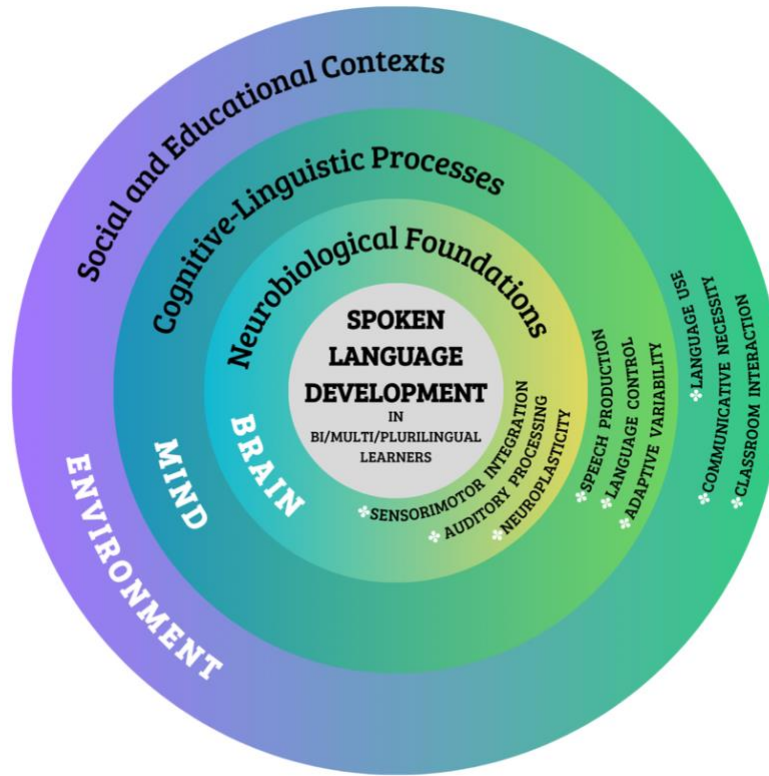 Social and Educational Contexts
Cognitive-Linguistic Processes
Neurobiological Foundations
SPOKEN
LANGUAGE
DEVELOPMENT
IN
BI/MULTI/PLURILINGUAL
LEARNERS
BRAIN
MIND
ENVIRONMENT
SENSORIMOTOR INTEGRATION
AUDITORY PROCESSING
NEUROPLASTICITY
SPEECH PRODUCTION
LANGUAGE CONTROL
ADAPTIVE VARIABILITY
LANGUAGE USE
COMMUNICATIVE NECESSITY
CLASSROOM INTERACTION